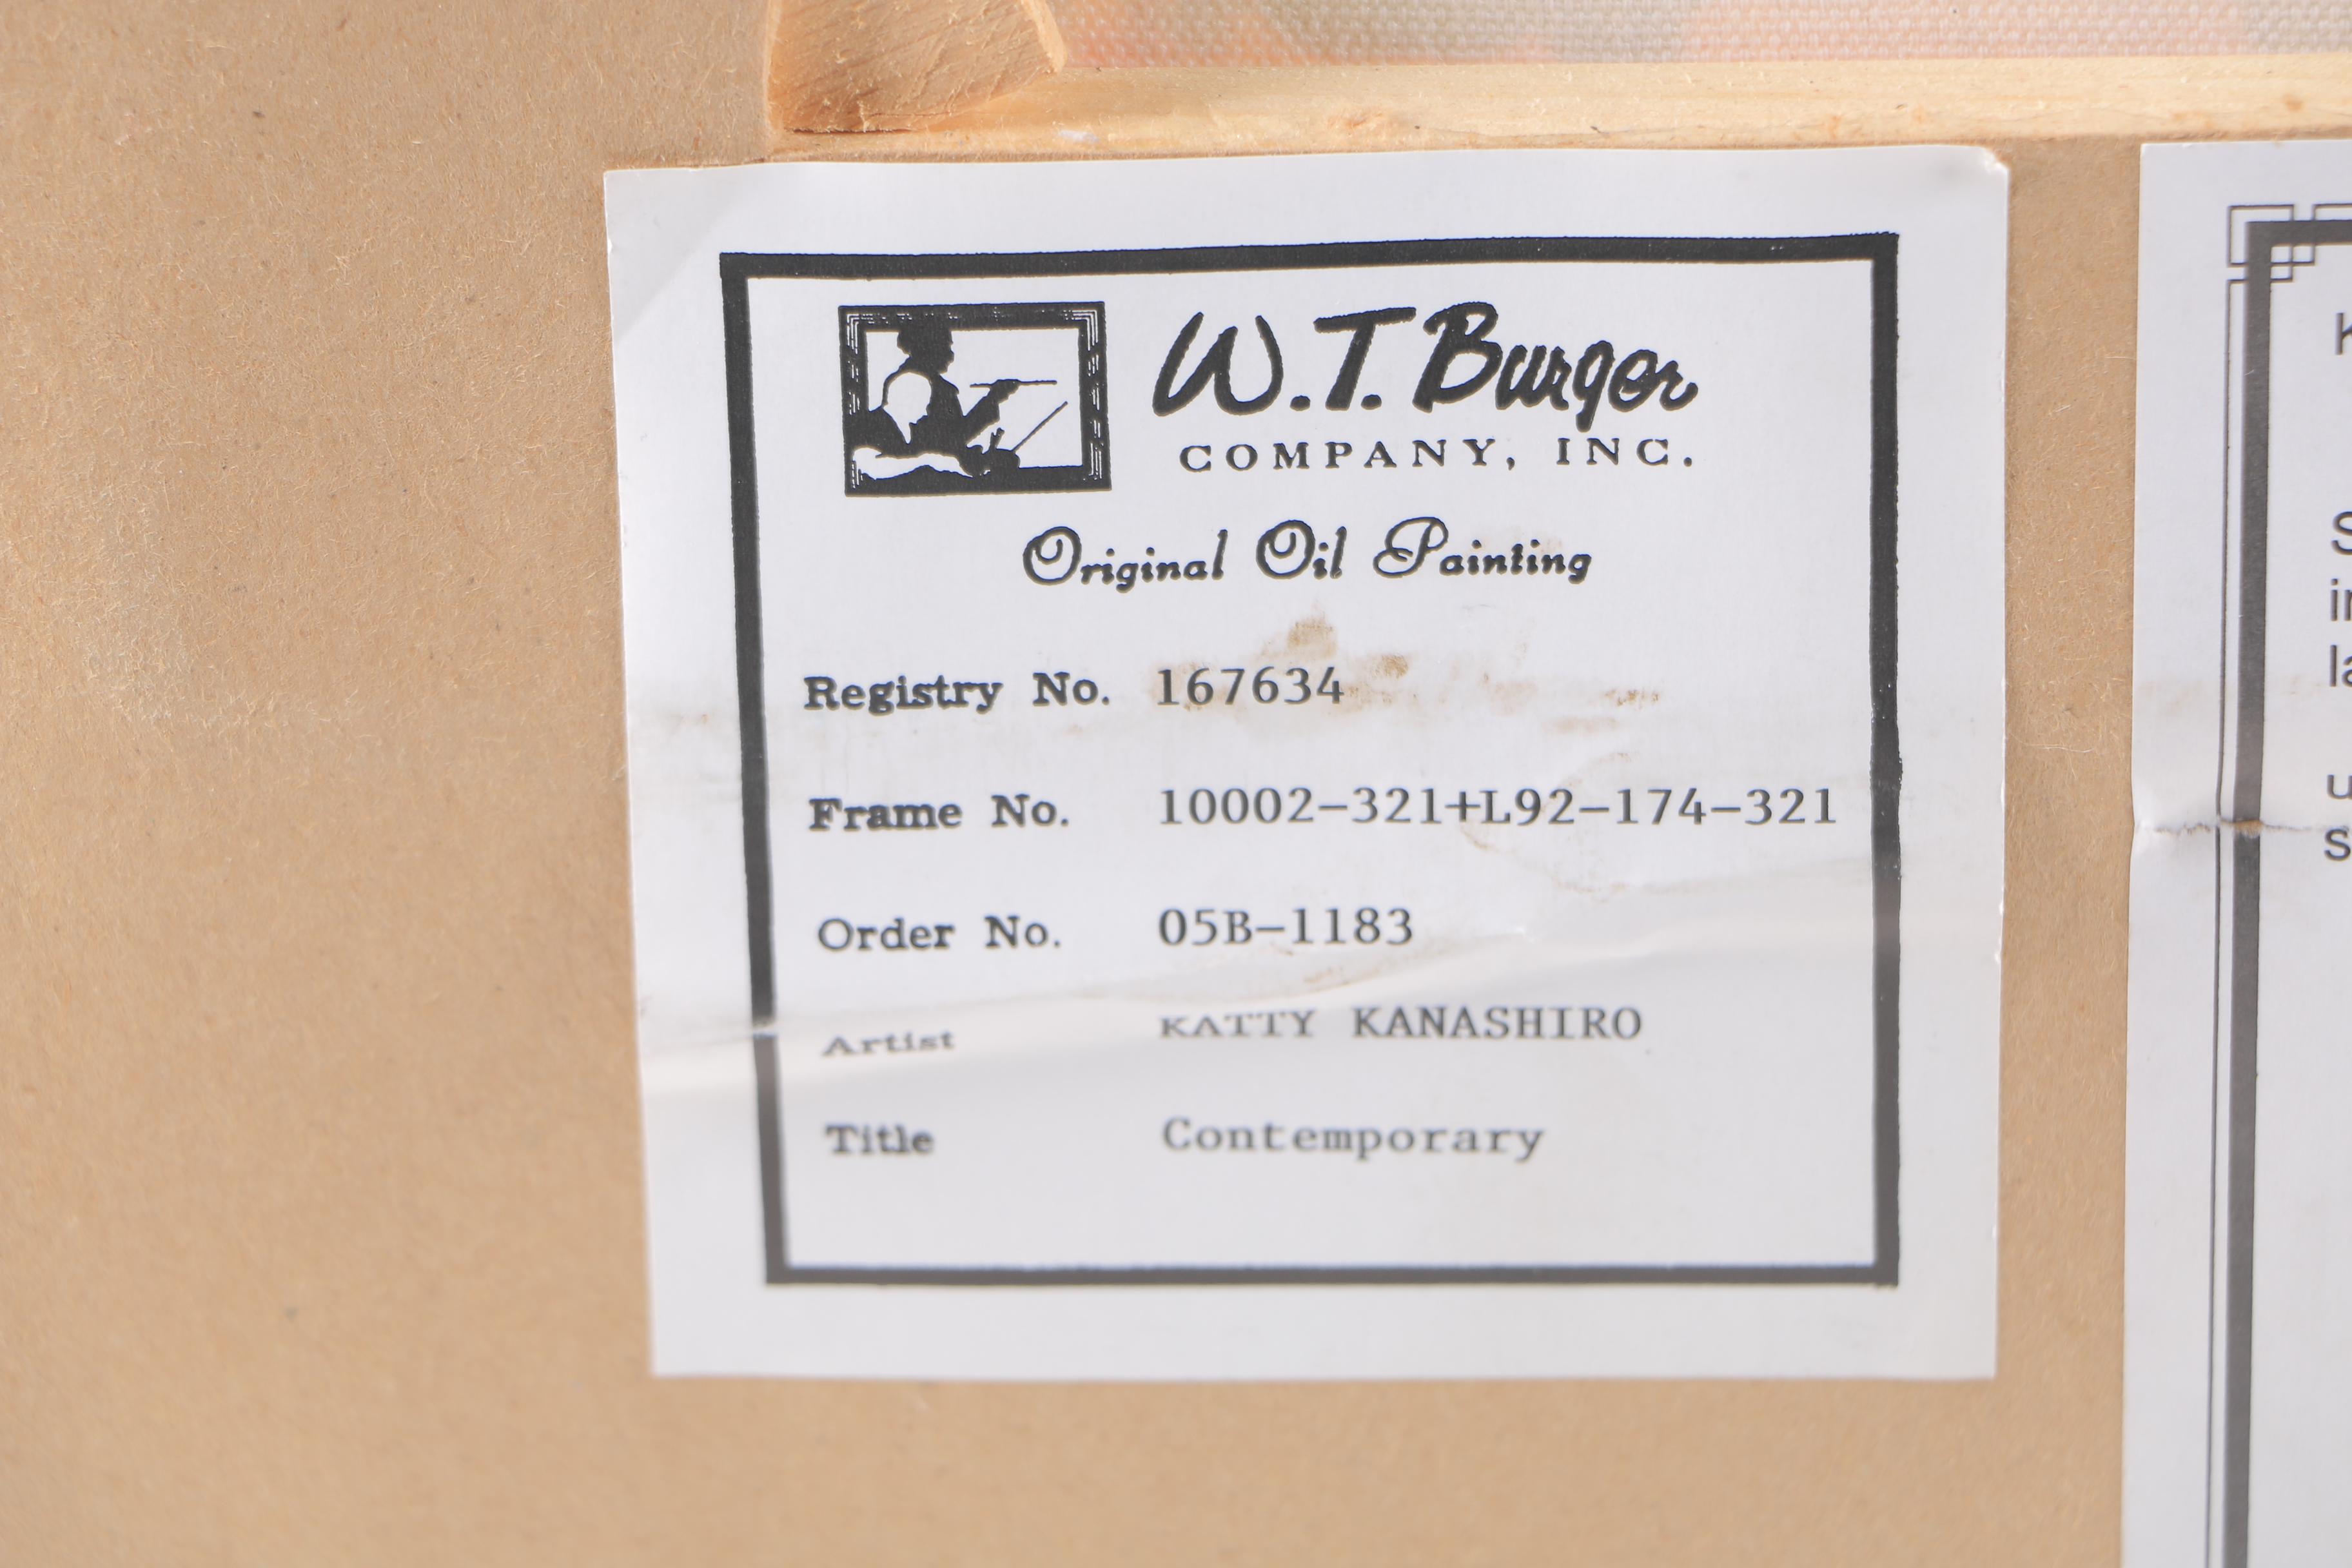 W.T. Burger
COMPANY, INC.
Original Oil Painting
Registry No. 167634
Frame No. 10002-321+L92-174-321
Order No. 05B-1183
Artist KATTY KANASHIRO
Title Contemporary